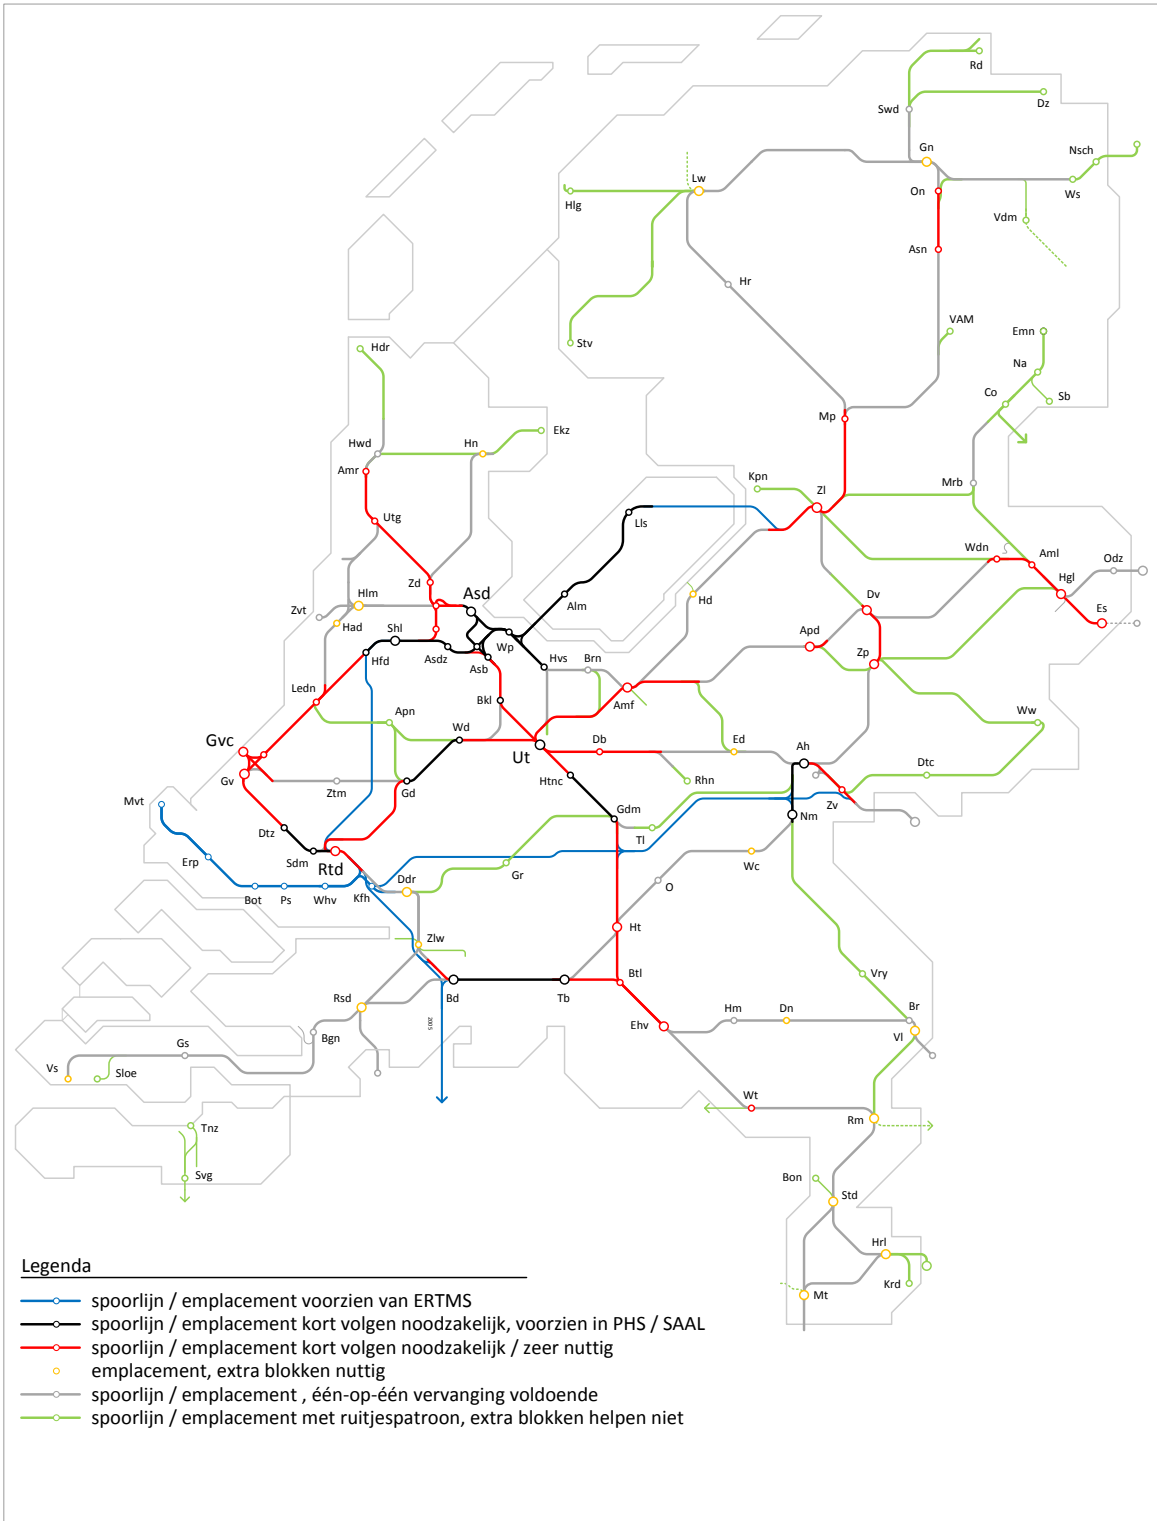 Rd
Dz
Swd
Gn
Nsch
Lw
On
Ws
Hlg
Vdm
Asn
Hr
VAM
Emn
Stv
Hdr
Na
Co
Sb
Mp
Ekz
Hwd
Hn
Amr
Kpn
Zl
Mrb
Lls
Utg
Wdn
Aml
Odz
Zd
Hgl
Hlm
Asd
Alm
Hd
Dv
Es
Zvt
Had
Shl
Wp
Apd
Asdz
Zp
Hfd
Asb
Hvs
Brn
Ledn
Bkl
Amf
Apn
Ww
Gvc
Wd
Ut
Db
Ed
Ah
Gv
Ztm
Gd
Htnc
Rhn
Dtc
Mvt
Zv
Gdm
Nm
Dtz
Tl
Sdm
Rtd
Erp
Gr
Wc
Ddr
O
Bot
Ps
Whv
Kfh
Ht
Zlw
Btl
Vry
Rsd
Bd
Tb
Hm
Dn
Br
Ehv
2005
Bgn
Vl
Gs
Vs
Sloe
Wt
Rm
Tnz
Svg
Bon
Std
Hrl
Krd
Mt
Legenda
spoorlijn / emplacement voorzien van ERTMS
spoorlijn / emplacement kort volgen noodzakelijk, voorzien in PHS / SAAL
spoorlijn / emplacement kort volgen noodzakelijk / zeer nuttig
emplacement, extra blokken nuttig
spoorlijn / emplacement , één-op-één vervanging voldoende
spoorlijn / emplacement met ruitjespatroon, extra blokken helpen niet